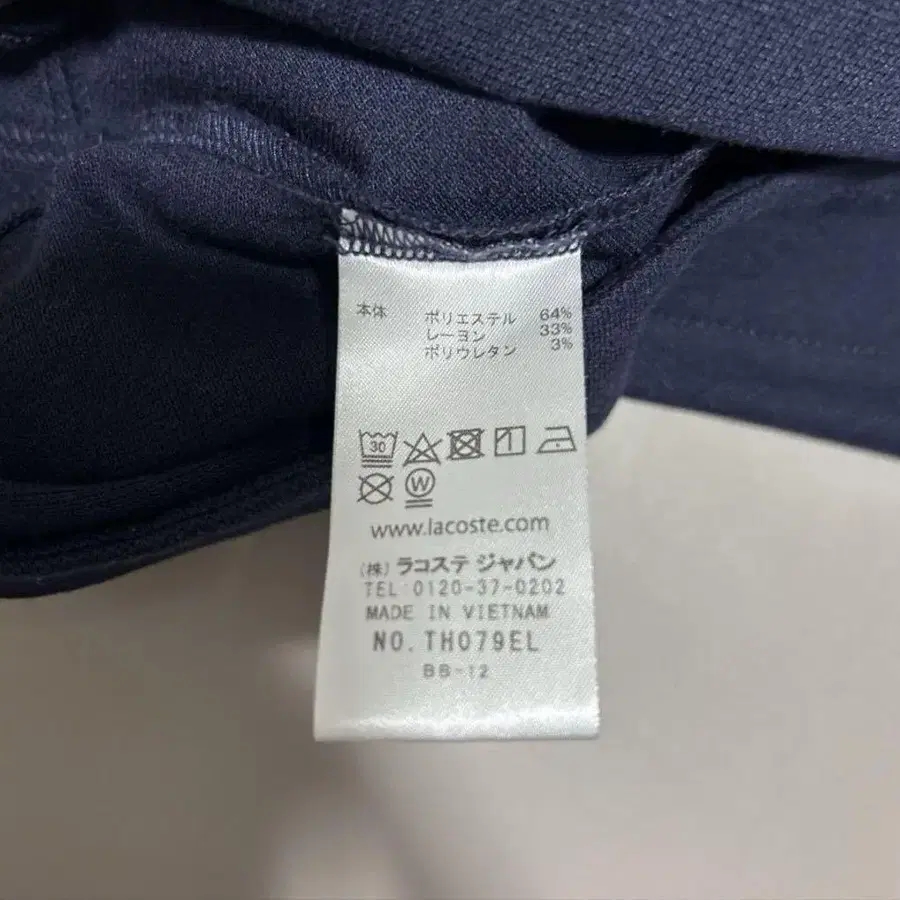 本体 ポリエステル 64%
レーヨン 33%
ポリウレタン 3%
30
W
www.lacoste.com
(株) ラコステ ジャパン
TEL 0120-37-0202
MADE IN VIETNAM
NO. TH079EL
BB-12